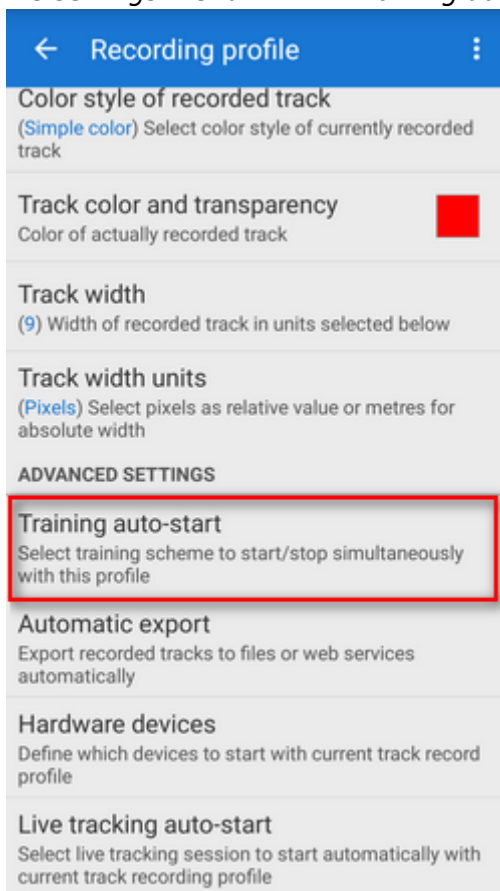 Recording profile
Color style of recorded track
(Simple color) Select color style of currently recorded
track
Track color and transparency
Color of actually recorded track
Track width
(9) Width of recorded track in units selected below
Track width units
(Pixels) Select pixels as relative value or metres for
absolute width
ADVANCED SETTINGS
Training auto-start
Select training scheme to start/stop simultaneously
with this profile
Automatic export
Export recorded tracks to files or web services
automatically
Hardware devices
Define which devices to start with current track record
profile
Live tracking auto-start
Select live tracking session to start automatically with
current track recording profile